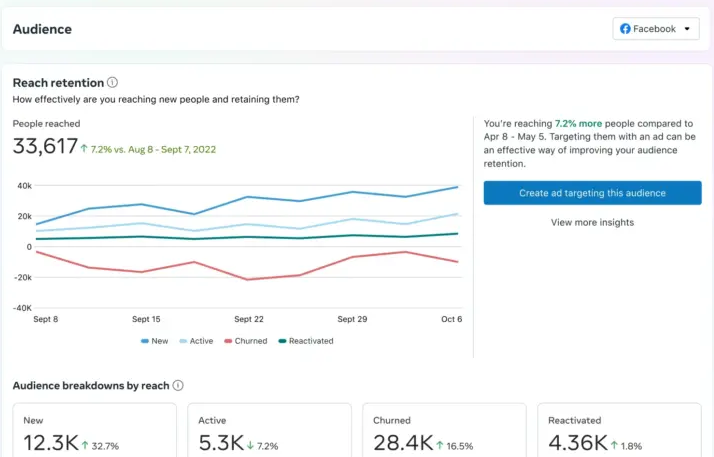 Audience
Facebook
Reach retention
How effectively are you reaching new people and retaining them?
People reached
33,617 7.2% vs. Aug 8 - Sept 7, 2022
40k
20k
0
-20k
-40K
Sept 8 Sept 15 Sept 22 Sept 29 Oct 6
New Active Churned Reactivated
You're reaching 7.2% more people compared to
Apr 8 - May 5. Targeting them with an ad can be
an effective way of improving your audience
retention.
Create ad targeting this audience
View more insights
Audience breakdowns by reach
New
12.3K 32.7%
Active
5.3K 7.2%
Churned
28.4K 16.5%
Reactivated
4.36K 1.8%